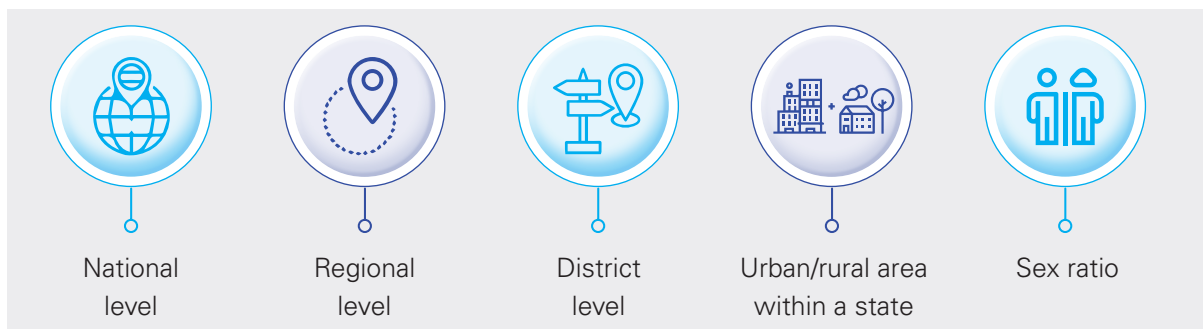 National
level
Regional
level
District
level
Urban/rural area
within a state
Sex ratio